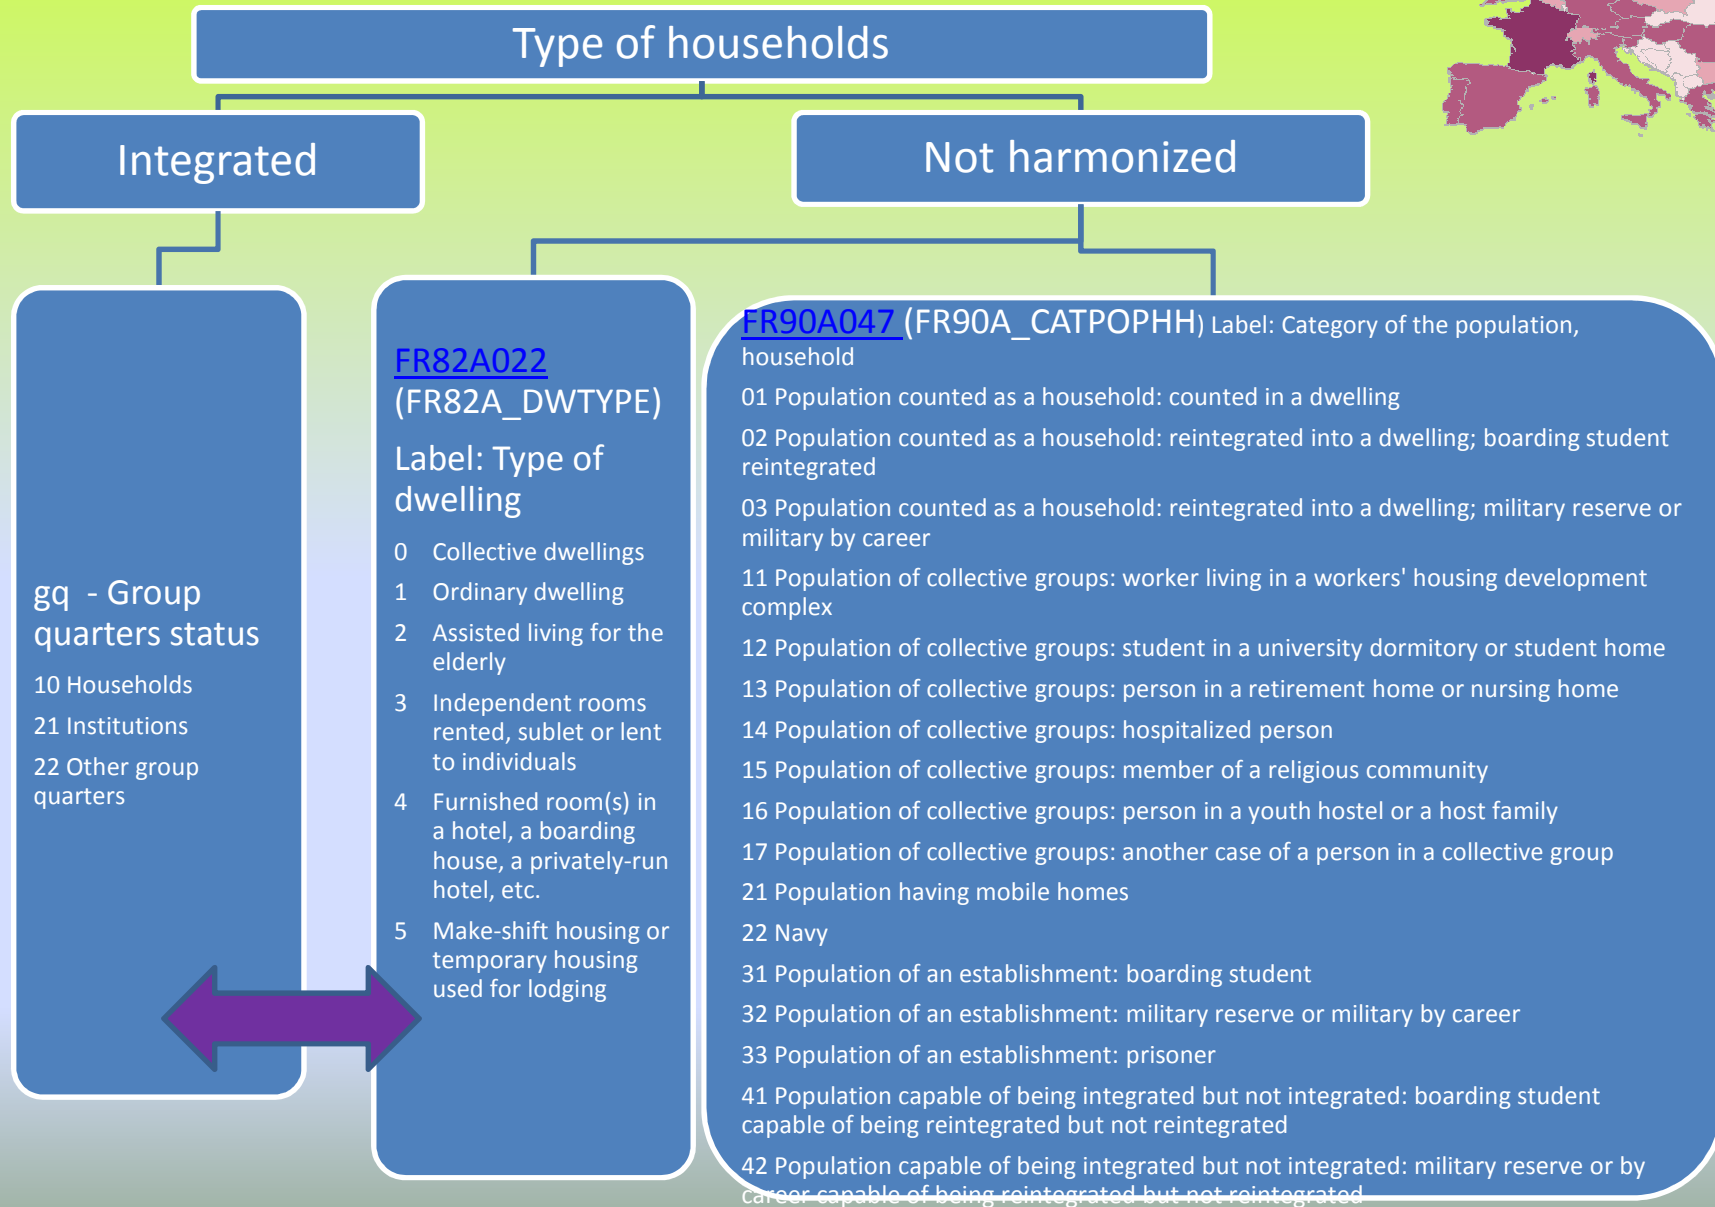 Type of households
Integrated
Not harmonized
gq - Group
quarters status
10 Households
21 Institutions
22 Other group
quarters
FR82A022
(FR82A_DWTYPE)
Label: Type of
dwelling
0 Collective dwellings
1 Ordinary dwelling
2 Assisted living for the
elderly
3 Independent rooms
rented, sublet or lent
to individuals
4 Furnished room(s) in
a hotel, a boarding
house, a privately-run
hotel, etc.
5 Make-shift housing or
temporary housing
used for lodging
FR90A047 (FR90A_CATPOPHH) Label: Category of the population,
household
01 Population counted as a household: counted in a dwelling
02 Population counted as a household: reintegrated into a dwelling; boarding student
reintegrated
03 Population counted as a household: reintegrated into a dwelling; military reserve or
military by career
11 Population of collective groups: worker living in a workers' housing development
complex
12 Population of collective groups: student in a university dormitory or student home
13 Population of collective groups: person in a retirement home or nursing home
14 Population of collective groups: hospitalized person
15 Population of collective groups: member of a religious community
16 Population of collective groups: person in a youth hostel or a host family
17 Population of collective groups: another case of a person in a collective group
21 Population having mobile homes
22 Navy
31 Population of an establishment: boarding student
32 Population of an establishment: military reserve or military by career
33 Population of an establishment: prisoner
41 Population capable of being integrated but not integrated: boarding student
capable of being reintegrated but not reintegrated
42 Population capable of being integrated but not integrated: military reserve or by
career capable of being reintegrated but not reintegrated